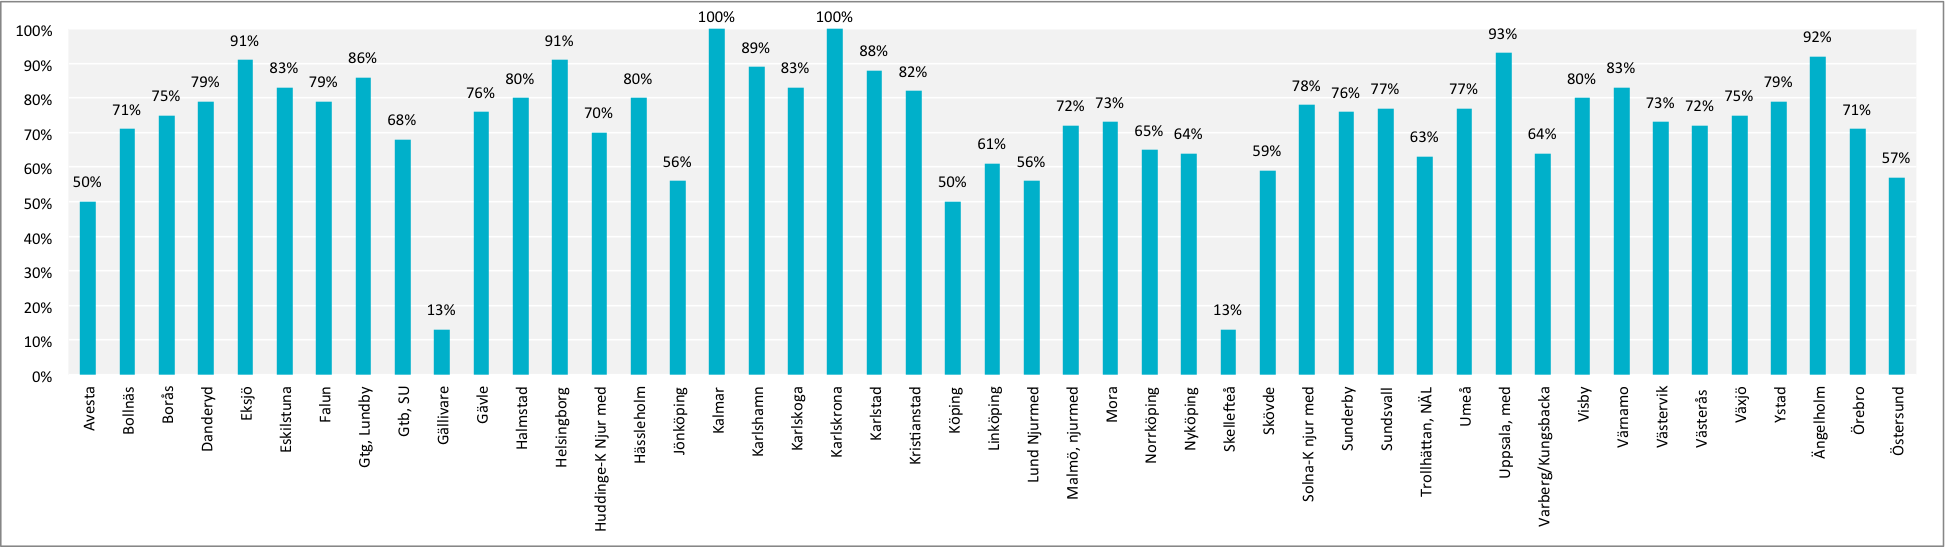 100%
90%
80%
70%
60%
50%
40%
30%
20%
10%
0%
50%
71%
75%
79%
91%
83%
79%
86%
68%
13%
76%
80%
91%
70%
80%
56%
100%
89%
83%
100%
88%
82%
50%
61%
56%
72%
73%
65%
64%
13%
59%
78%
76%
77%
63%
77%
93%
64%
80%
83%
73%
72%
75%
79%
92%
71%
57%
Avesta
Bollnäs
Borås
Danderyd
Eksjö
Eskilstuna
Falun
Gtg, Lundby
Gtb, SU
Gällivare
Gävle
Halmstad
Helsingborg
Huddinge-K Njur med
Hässleholm
Jönköping
Kalmar
Karlshamn
Karlskoga
Karlskrona
Karlstad
Kristianstad
Köping
Linköping
Lund Njurmed
Malmö, njurmed
Mora
Norrköping
Nyköping
Skellefteå
Skövde
Solna-K njur med
Sunderby
Sundsvall
Trollhättan, NÄL
Umeå
Uppsala, med
Varberg/Kungsbacka
Visby
Värnamo
Västervik
Västerås
Växjö
Ystad
Ängelholm
Örebro
Östersund